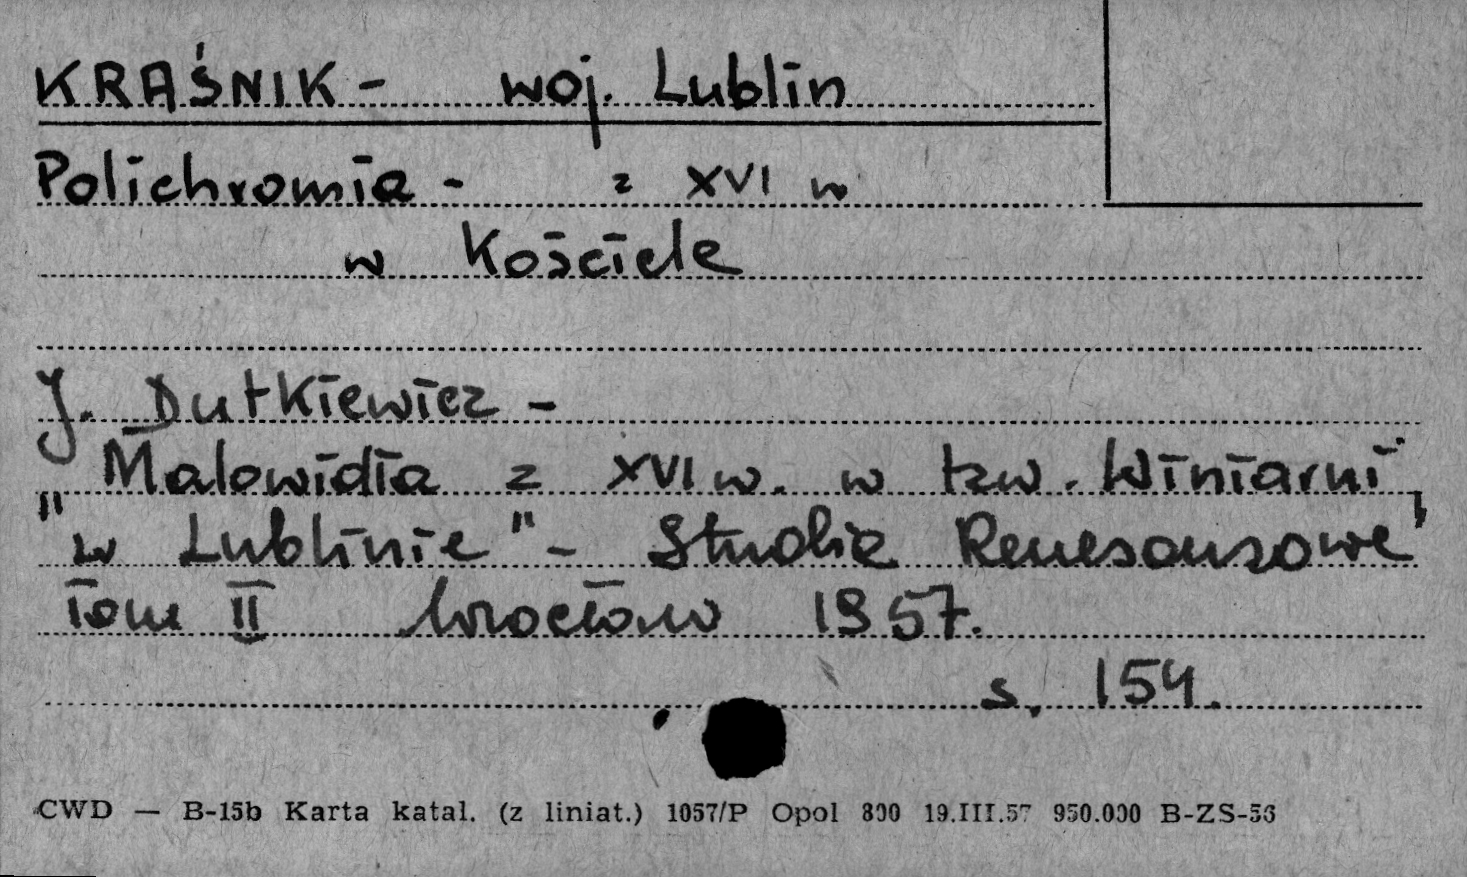 KRAŚNIK - woj. Lublin
Polichromia - z XVI w
w Kościele
J. Dutkiewicz -
"Malowidła z XVI w. w tzw. Winiarni
w Lublinie" - Studia Renesansowe
Tom II Wrocław 1957.
s. 154.
CWD — B-15b Karta katal. (z liniat.) 1057/P Opol 800 19.III.57 950.000 B-ZS-56